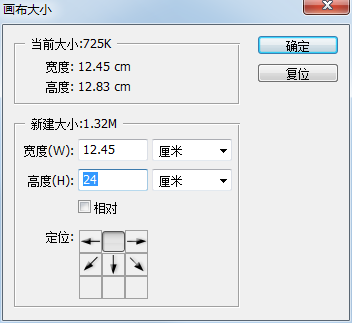 画布大小
当前大小:725K
宽度: 12.45 cm
高度: 12.83 cm
确定
复位
新建大小:1.32M
宽度(W): 12.45 厘米
高度(H): 24 厘米
相对
定位: